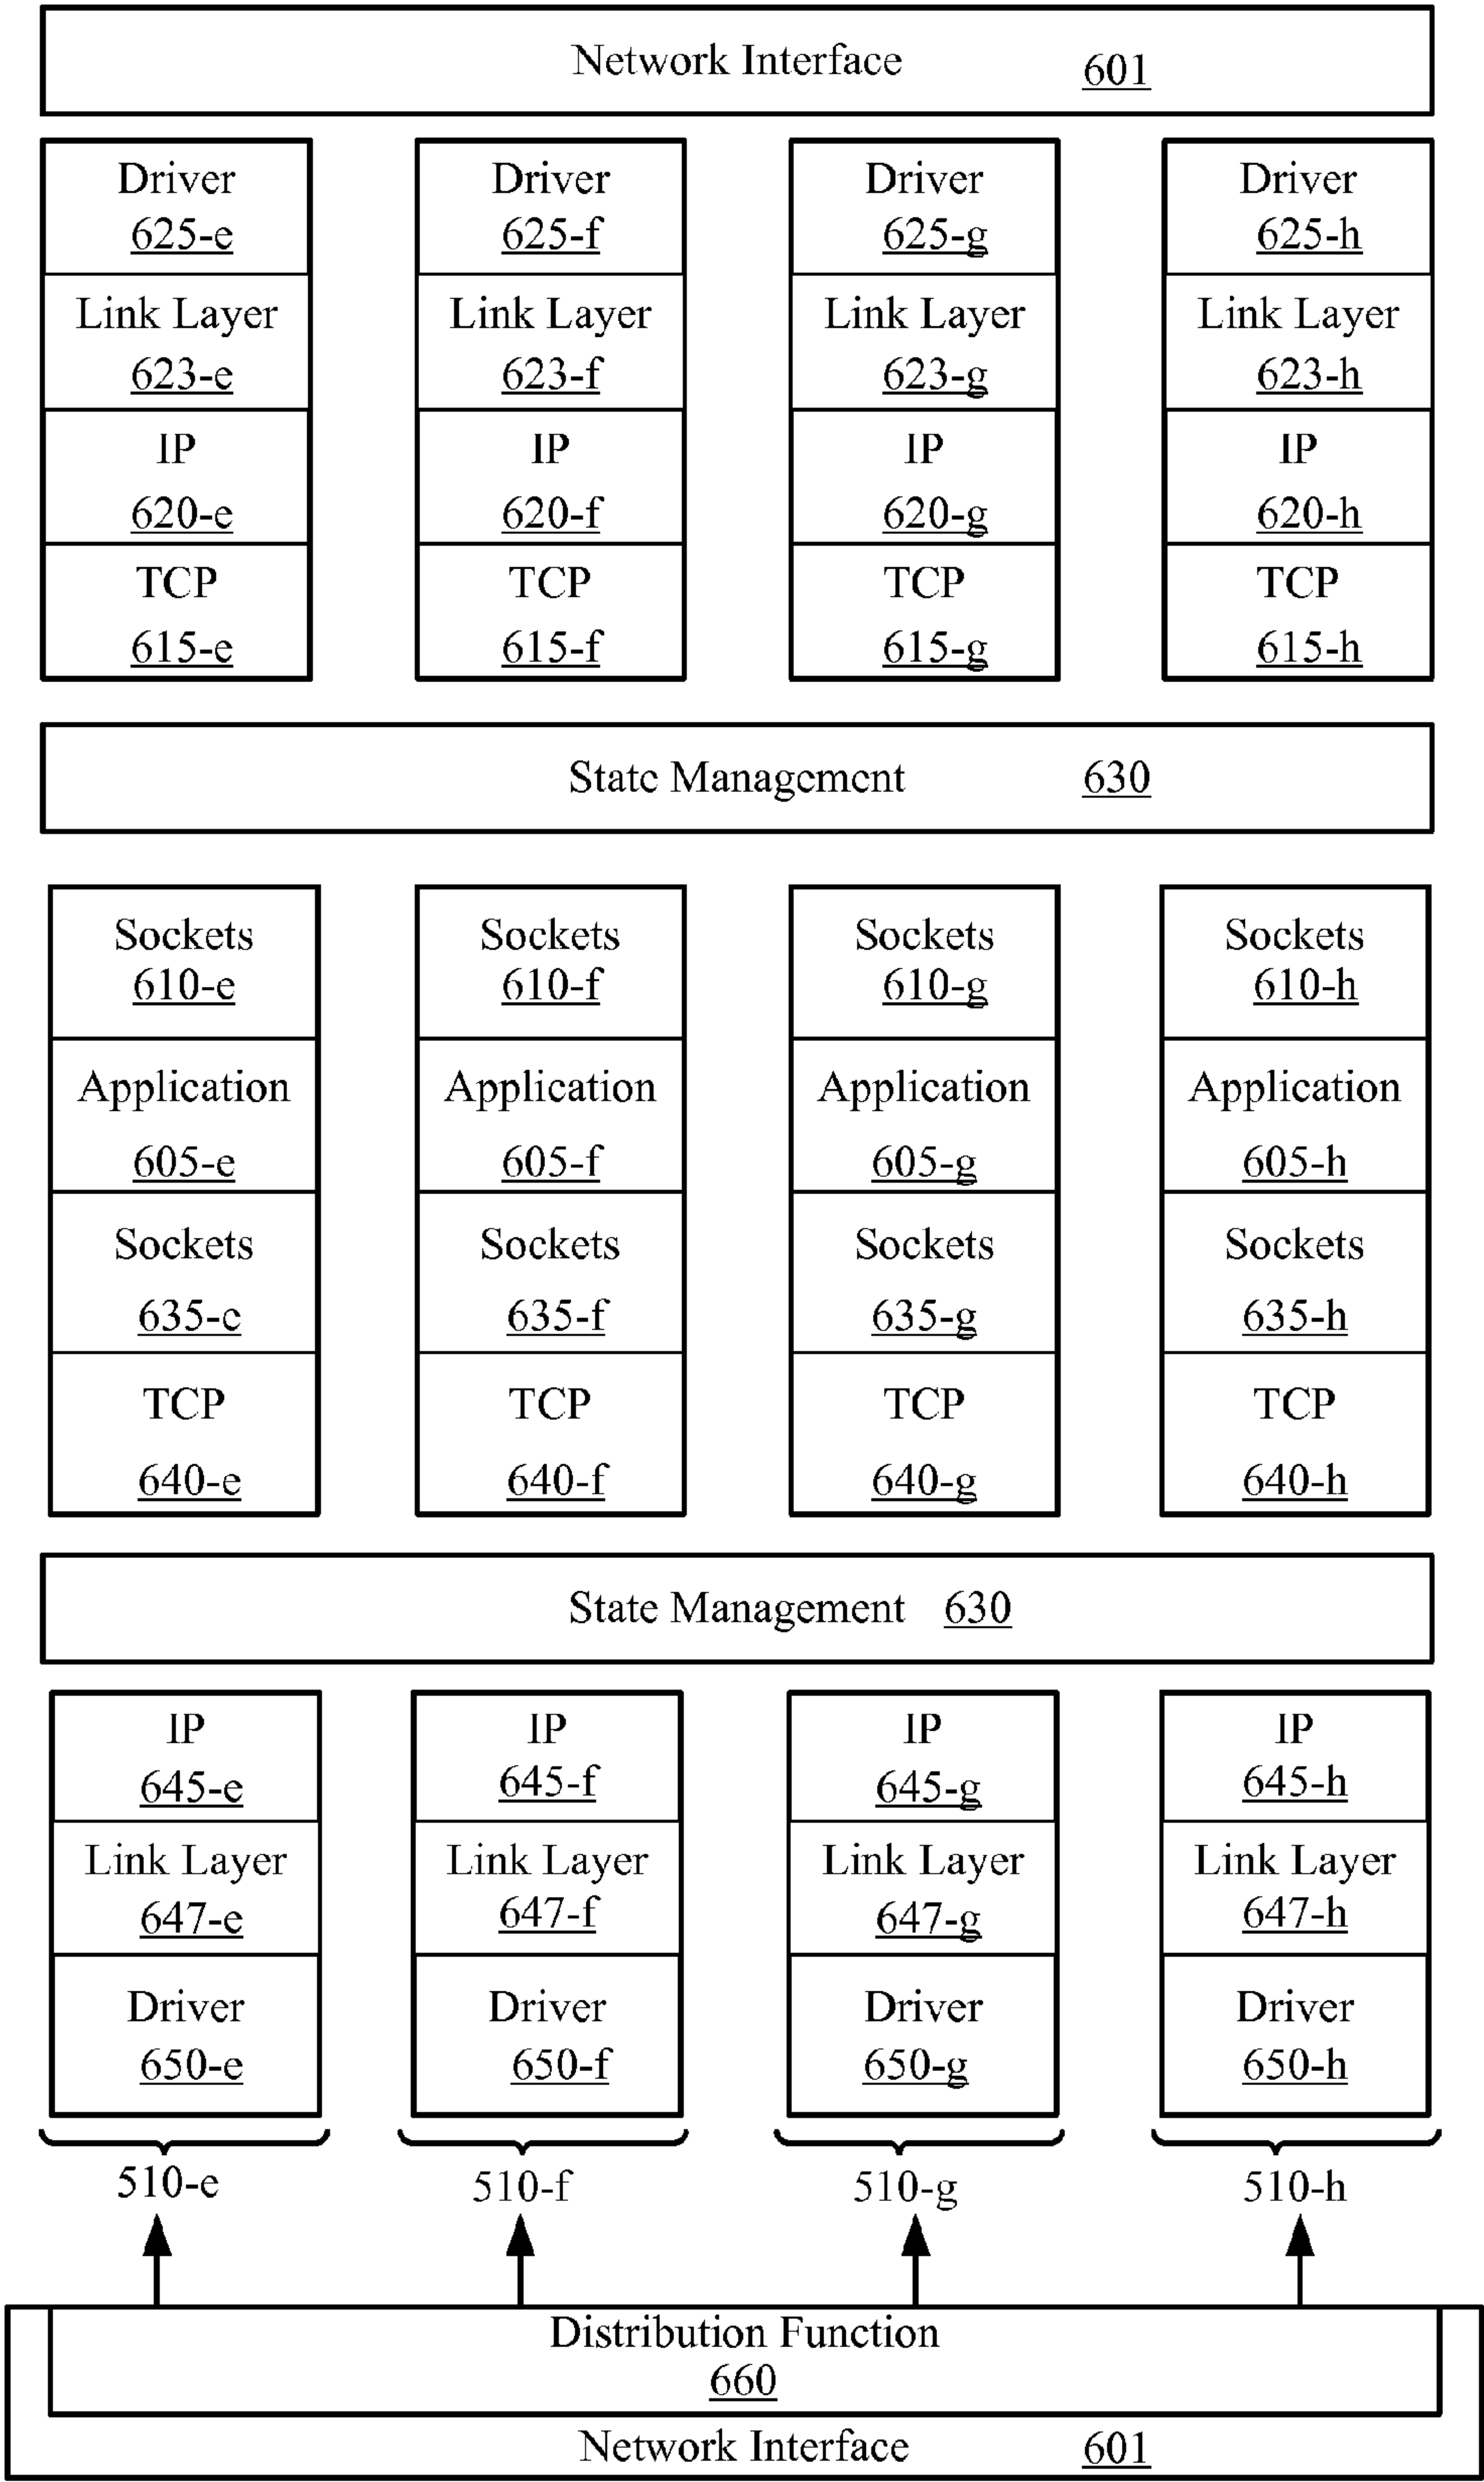 Network Interface 601
Driver Driver Driver Driver
625-e 625-f 625-g 625-h
Link Layer Link Layer Link Layer Link Layer
623-e 623-f 623-g 623-h
IP IP IP IP
620-e 620-f 620-g 620-h
TCP TCP TCP TCP
615-e 615-f 615-g 615-h
State Management 630
Sockets Sockets Sockets Sockets
610-e 610-f 610-g 610-h
Application Application Application Application
605-e 605-f 605-g 605-h
Sockets Sockets Sockets Sockets
635-e 635-f 635-g 635-h
TCP TCP TCP TCP
640-e 640-f 640-g 640-h
State Management 630
IP IP IP IP
645-e 645-f 645-g 645-h
Link Layer Link Layer Link Layer Link Layer
647-e 647-f 647-g 647-h
Driver Driver Driver Driver
650-e 650-f 650-g 650-h
510-e 510-f 510-g 510-h
Distribution Function
660
Network Interface 601